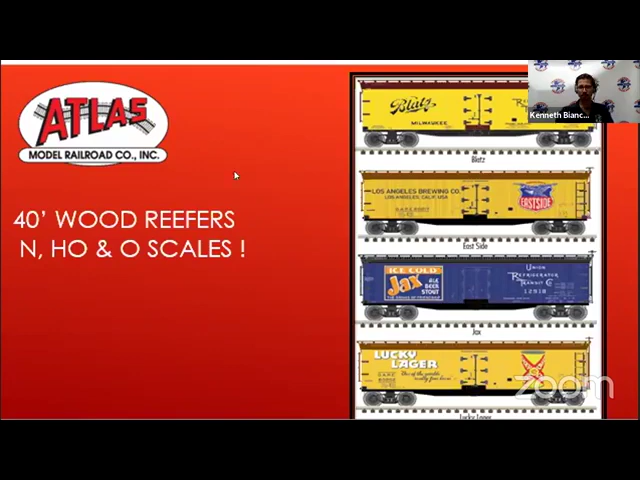 ATLAS
MODEL RAILROAD CO., INC.
40' WOOD REEFERS
N, HO & O SCALES !
Kenneth Bianc...
Blatz
MILWAUKEE
Blatz
LOS ANGELES BREWING CO.
LOS ANGELES, CALIF., USA
EASTSIDE
East Side
ICE COLD
Jax
ALE
BEER
STOUT
UNION
REFRIGERATOR
TRANSIT CO
12918
Jax
LUCKY
LAGER
zoom
Lucky Lager